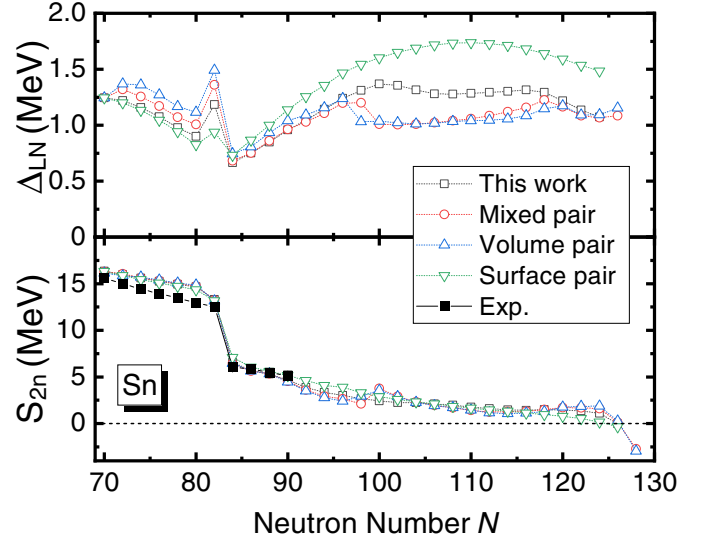 2.0
1.5
1.0
0.5
0
Δ_LN (MeV)
This work
Mixed pair
Volume pair
Surface pair
Exp.
15
10
5
0
S_2n (MeV)
Sn
70 80 90 100 110 120 130
Neutron Number N